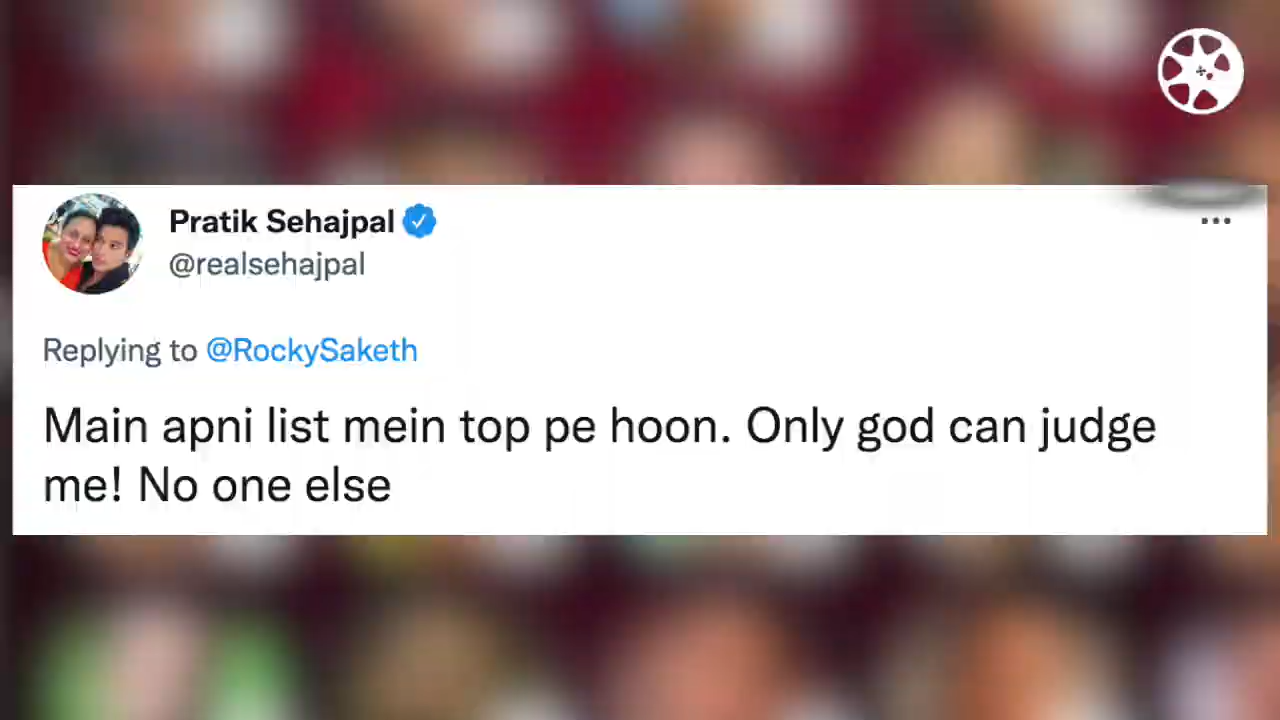 Pratik Sehajpal
@realsehajpal
Replying to @RockySaketh
Main apni list mein top pe hoon. Only god can judge
me! No one else